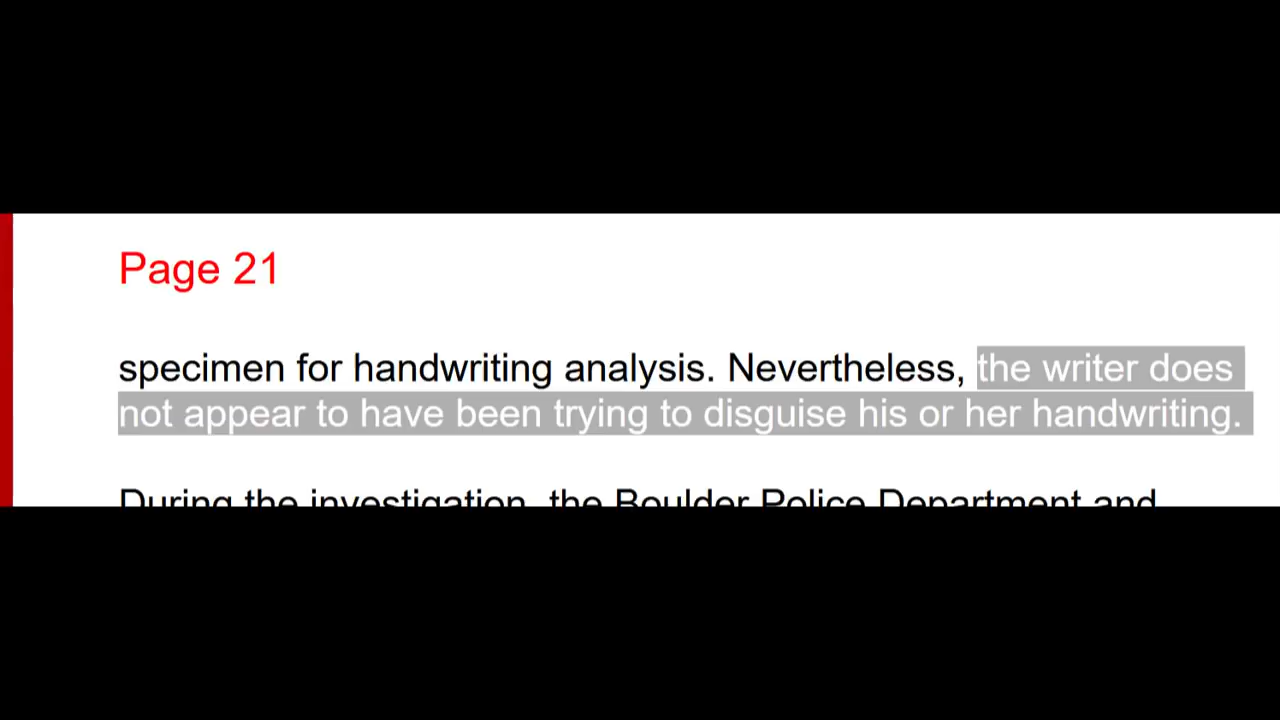 Page 21
specimen for handwriting analysis. Nevertheless, the writer does
not appear to have been trying to disguise his or her handwriting.
During the investigation, the Boulder Police Department and